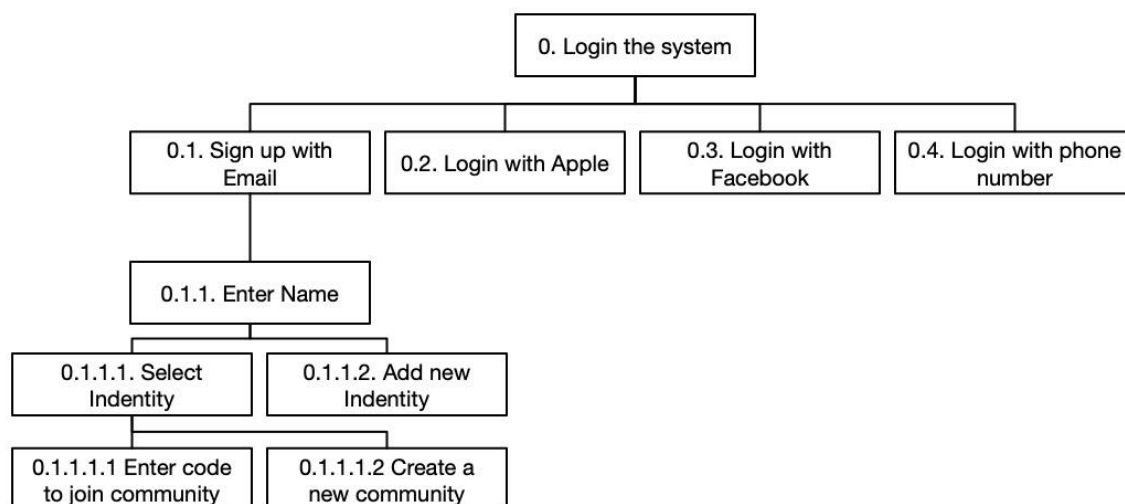 0. Login the system
0.1. Sign up with
Email
0.2. Login with Apple
0.3. Login with
Facebook
0.4. Login with phone
number
0.1.1. Enter Name
0.1.1.1. Select
Indentity
0.1.1.2. Add new
Indentity
0.1.1.1.1 Enter code
to join community
0.1.1.1.2 Create a
new community